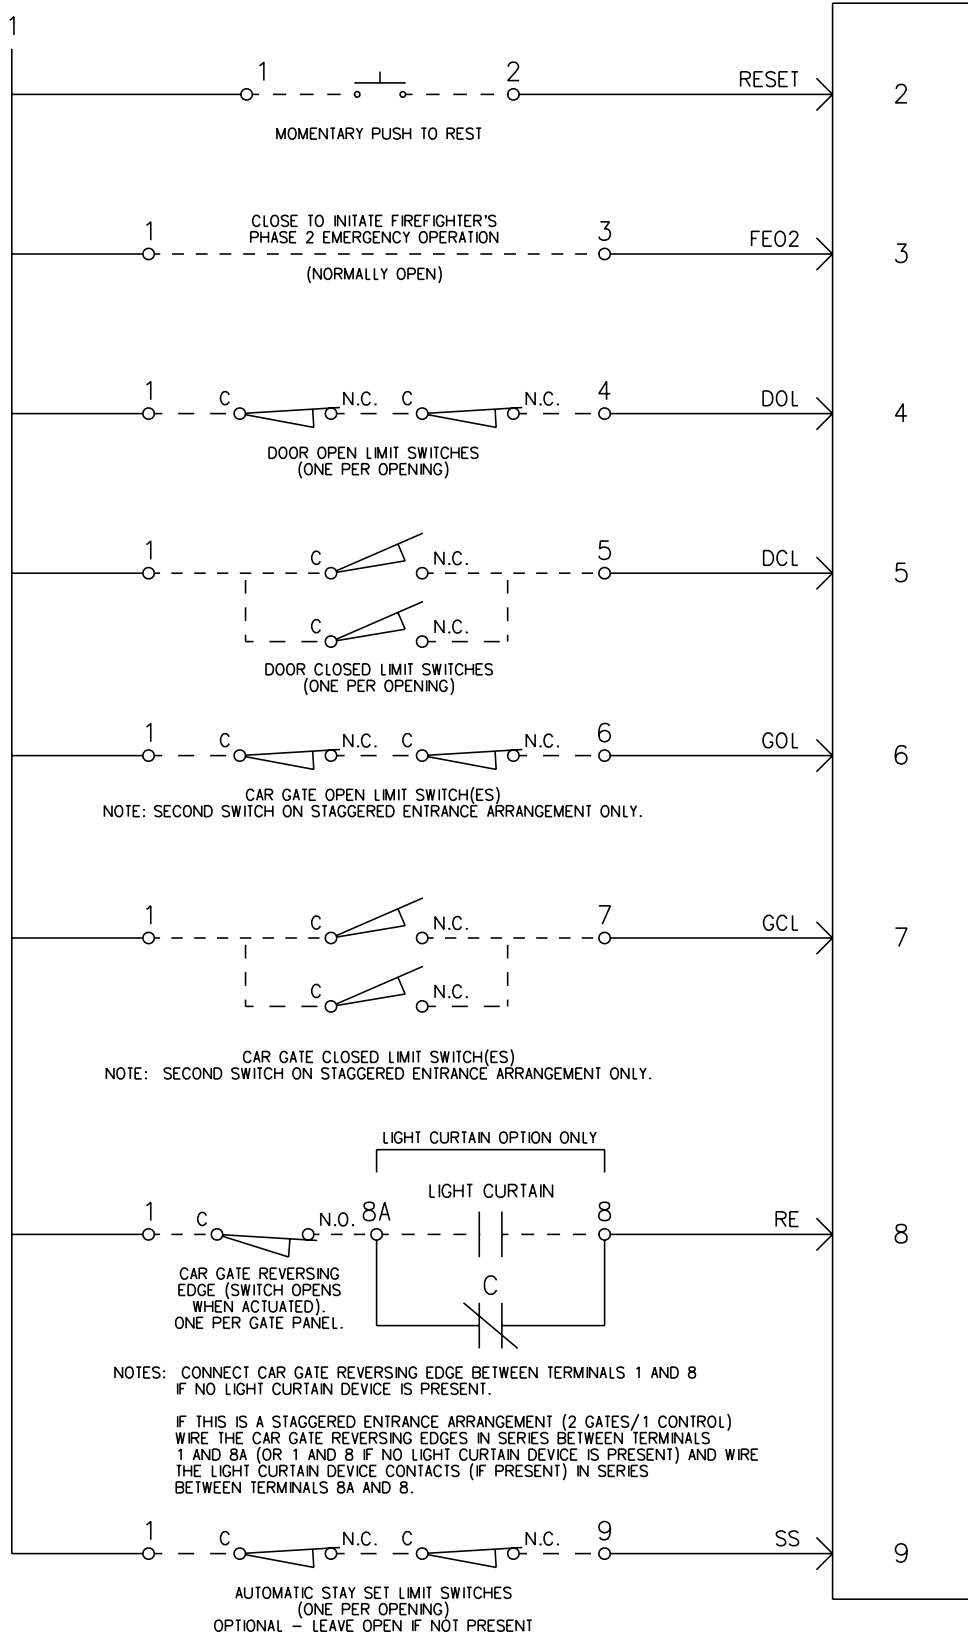 1
1 2 RESET 2
MOMENTARY PUSH TO REST
CLOSE TO INITATE FIREFIGHTER'S
PHASE 2 EMERGENCY OPERATION
1 3 FEO2 3
(NORMALLY OPEN)
1 C N.C. C N.C. 4 DOL 4
DOOR OPEN LIMIT SWITCHES
(ONE PER OPENING)
1 C N.C. 5 DCL 5
C N.C.
DOOR CLOSED LIMIT SWITCHES
(ONE PER OPENING)
1 C N.C. C N.C. 6 GOL 6
CAR GATE OPEN LIMIT SWITCH(ES)
NOTE: SECOND SWITCH ON STAGGERED ENTRANCE ARRANGEMENT ONLY.
1 C N.C. 7 GCL 7
C N.C.
CAR GATE CLOSED LIMIT SWITCH(ES)
NOTE: SECOND SWITCH ON STAGGERED ENTRANCE ARRANGEMENT ONLY.
LIGHT CURTAIN OPTION ONLY
LIGHT CURTAIN
1 C N.O. 8A 8 RE 8
CAR GATE REVERSING
EDGE (SWITCH OPENS
WHEN ACTUATED).
ONE PER GATE PANEL.
C
NOTES: CONNECT CAR GATE REVERSING EDGE BETWEEN TERMINALS 1 AND 8
IF NO LIGHT CURTAIN DEVICE IS PRESENT.
IF THIS IS A STAGGERED ENTRANCE ARRANGEMENT (2 GATES/1 CONTROL)
WIRE THE CAR GATE REVERSING EDGES IN SERIES BETWEEN TERMINALS
1 AND 8A (OR 1 AND 8 IF NO LIGHT CURTAIN DEVICE IS PRESENT) AND WIRE
THE LIGHT CURTAIN DEVICE CONTACTS (IF PRESENT) IN SERIES
BETWEEN TERMINALS 8A AND 8.
1 C N.C. C N.C. 9 SS 9
AUTOMATIC STAY SET LIMIT SWITCHES
(ONE PER OPENING)
OPTIONAL – LEAVE OPEN IF NOT PRESENT